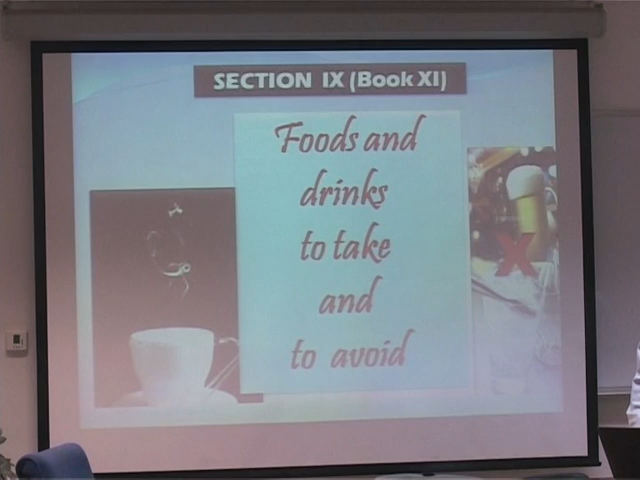 SECTION IX (Book XI)
Foods and
drinks
to take
and
to avoid
X